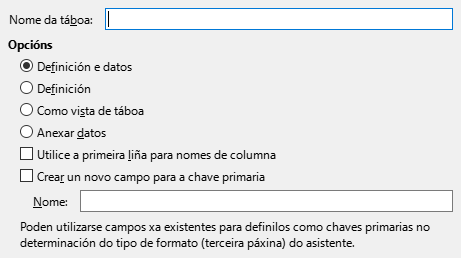 Nome da táboa:
Opcións
Definición e datos
Definición
Como vista de táboa
Anexar datos
Utilice a primeira liña para nomes de columna
Crear un novo campo para a chave primaria
Nome:
Poden utilizarse campos xa existentes para definilos como chaves primarias no
determinación do tipo de formato (terceira páxina) do asistente.